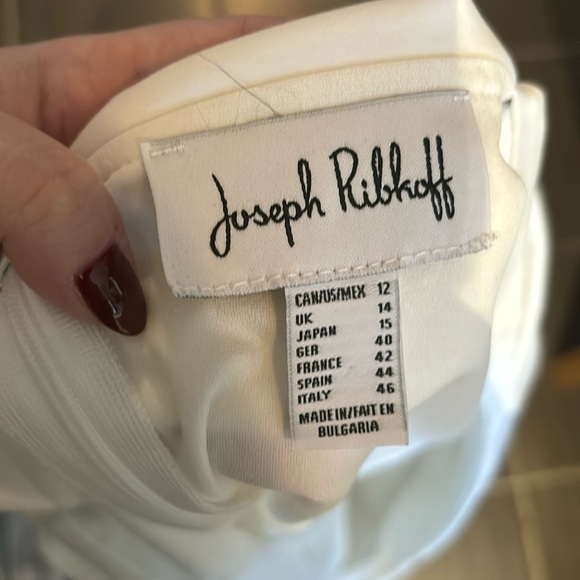 Joseph Ribkoff
CAN/US/MEX 12
UK 14
JAPAN 15
GER 40
FRANCE 42
SPAIN 44
ITALY 46
MADE IN/FAIT EN
BULGARIA